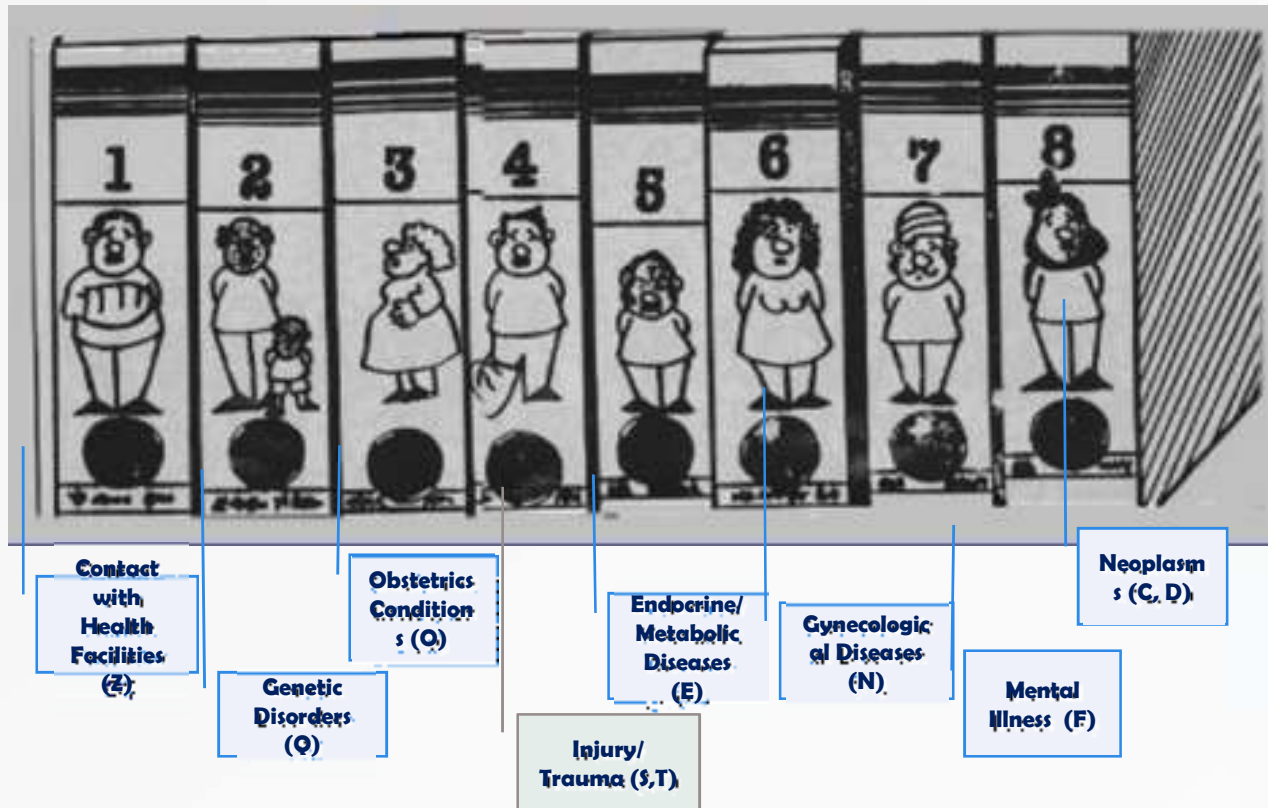 1
2
3
4
5
6
7
8
Contact
with
Health
Facilities
(Z)
Genetic
Disorders
(Q)
Obstetrics
Condition
s (O)
Injury/
Trauma (S,T)
Endocrine/
Metabolic
Diseases
(E)
Gynecologic
al Diseases
(N)
Mental
Illness (F)
Neoplasm
s (C, D)